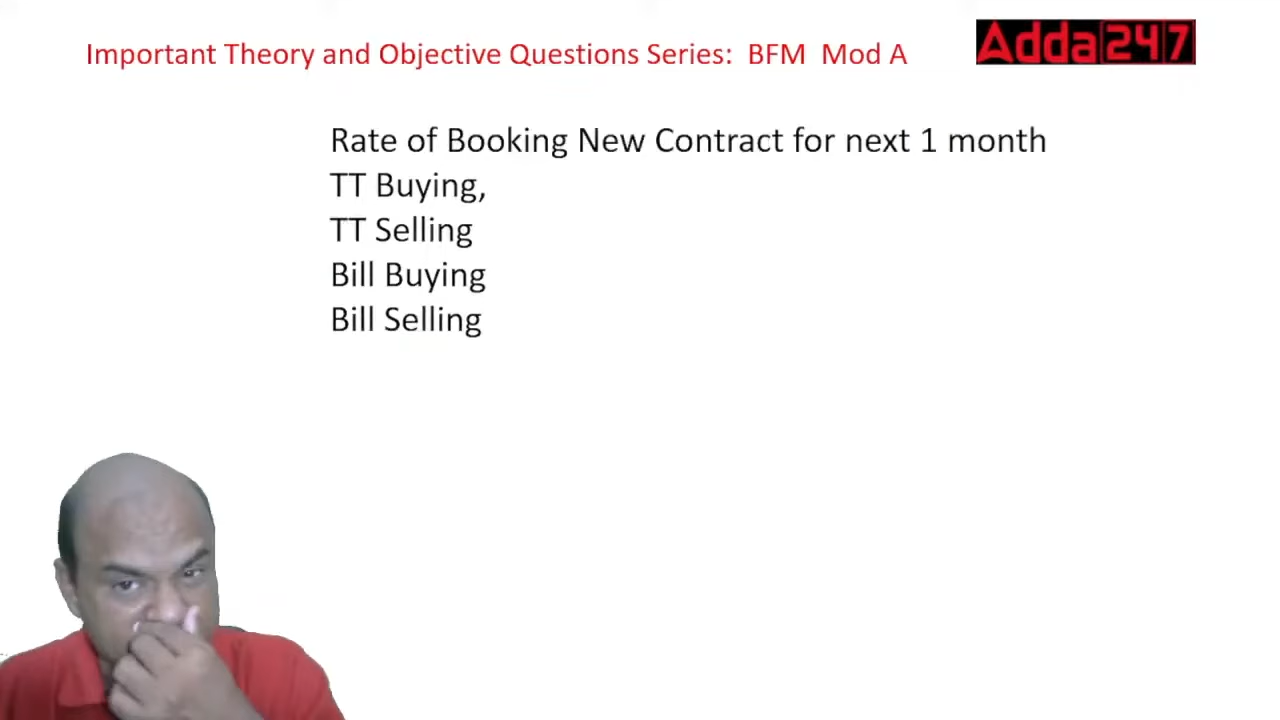 Important Theory and Objective Questions Series: BFM Mod A
Adda247
Rate of Booking New Contract for next 1 month
TT Buying,
TT Selling
Bill Buying
Bill Selling